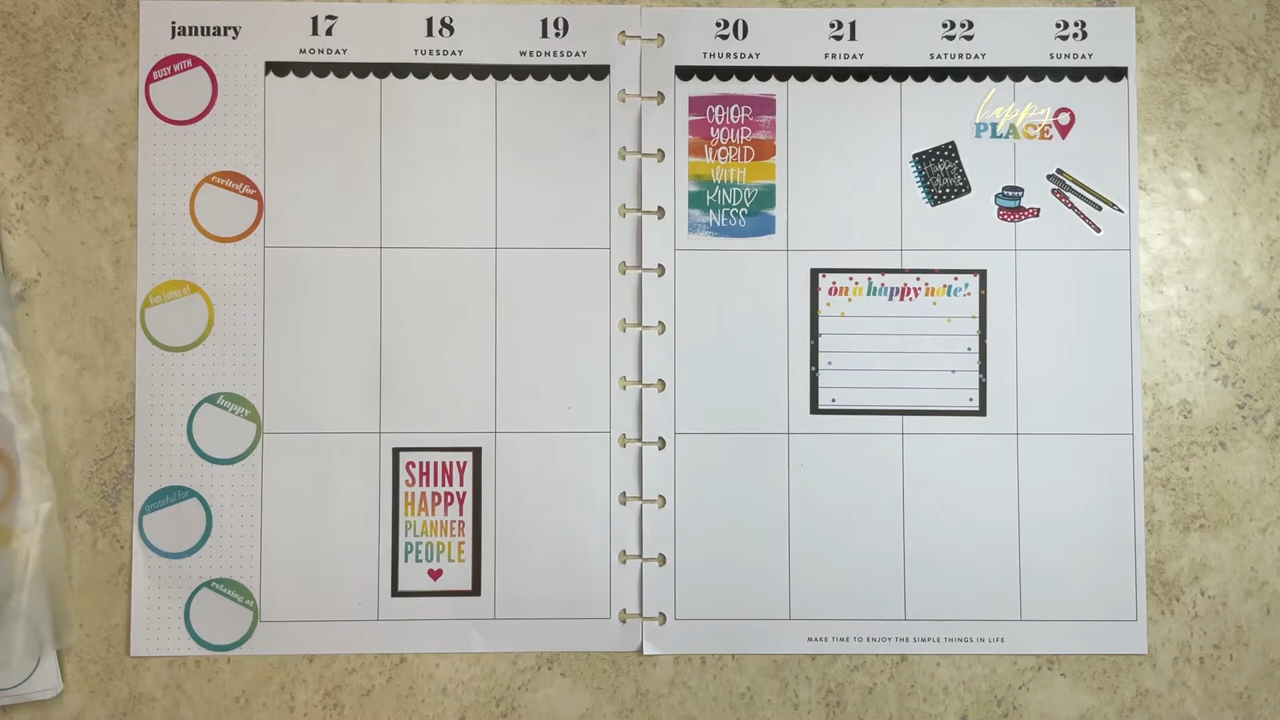 january
17
MONDAY
18
TUESDAY
19
WEDNESDAY
20
THURSDAY
21
FRIDAY
22
SATURDAY
23
SUNDAY
BUSY WITH
excited for
fun times at
happy
grateful for
relaxing at
SHINY
HAPPY
PLANNER
PEOPLE
COLOR
YOUR
WORLD
WITH
KIND
NESS
happy
PLACE
Happy
on a happy note!
MAKE TIME TO ENJOY THE SIMPLE THINGS IN LIFE